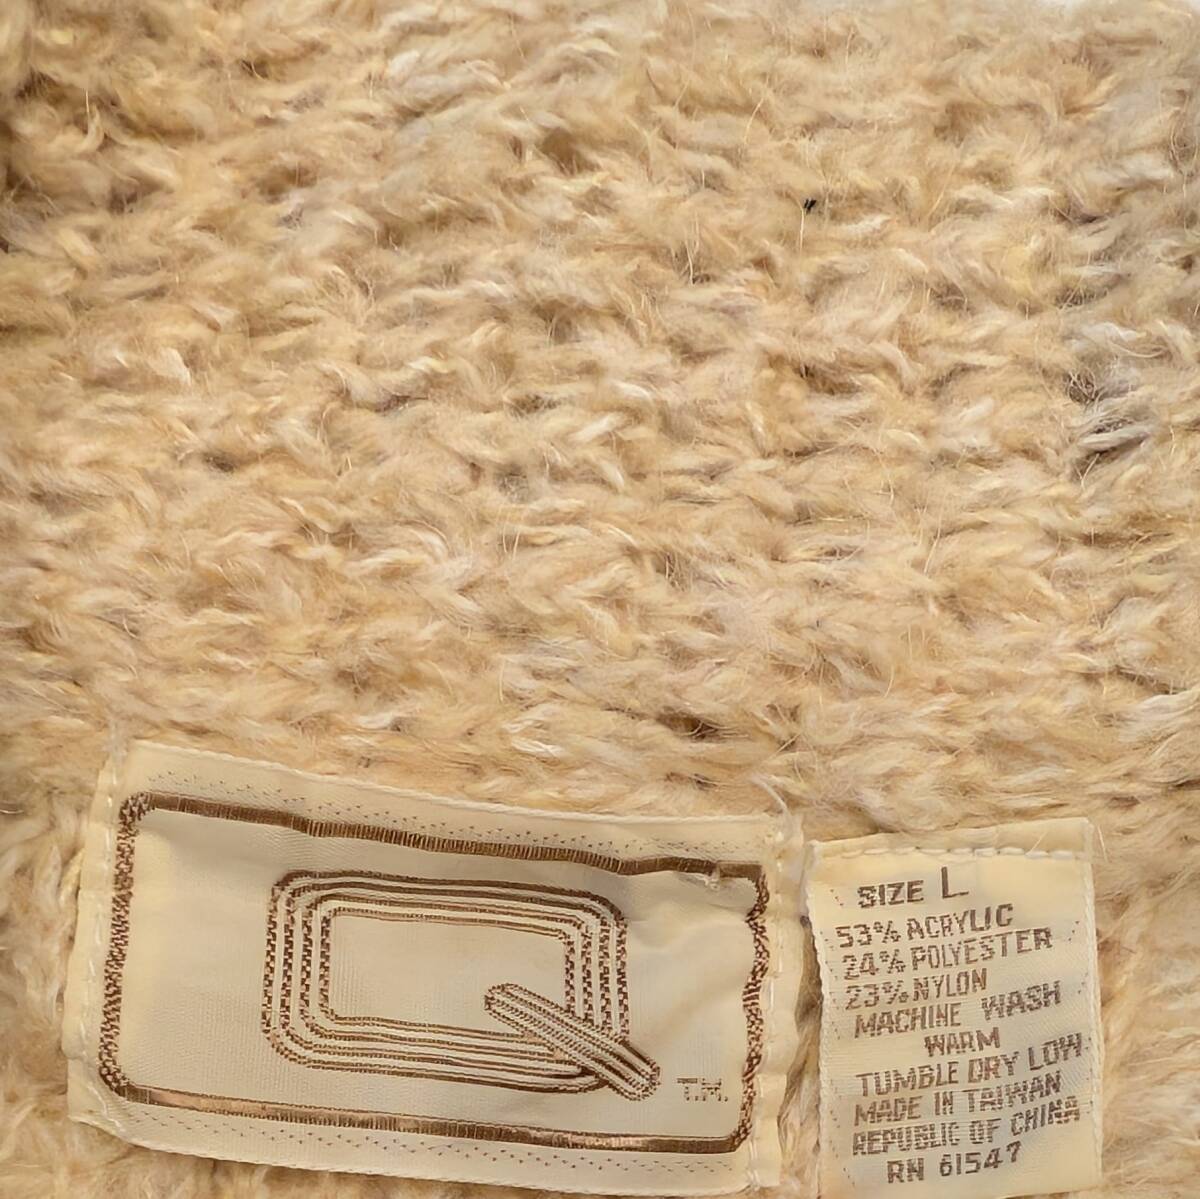 Q
T.M.
SIZE L
53% ACRYLIC
24% POLYESTER
23% NYLON
MACHINE WASH
WARM
TUMBLE DRY LOW
MADE IN TAIWAN
REPUBLIC OF CHINA
RN 61547